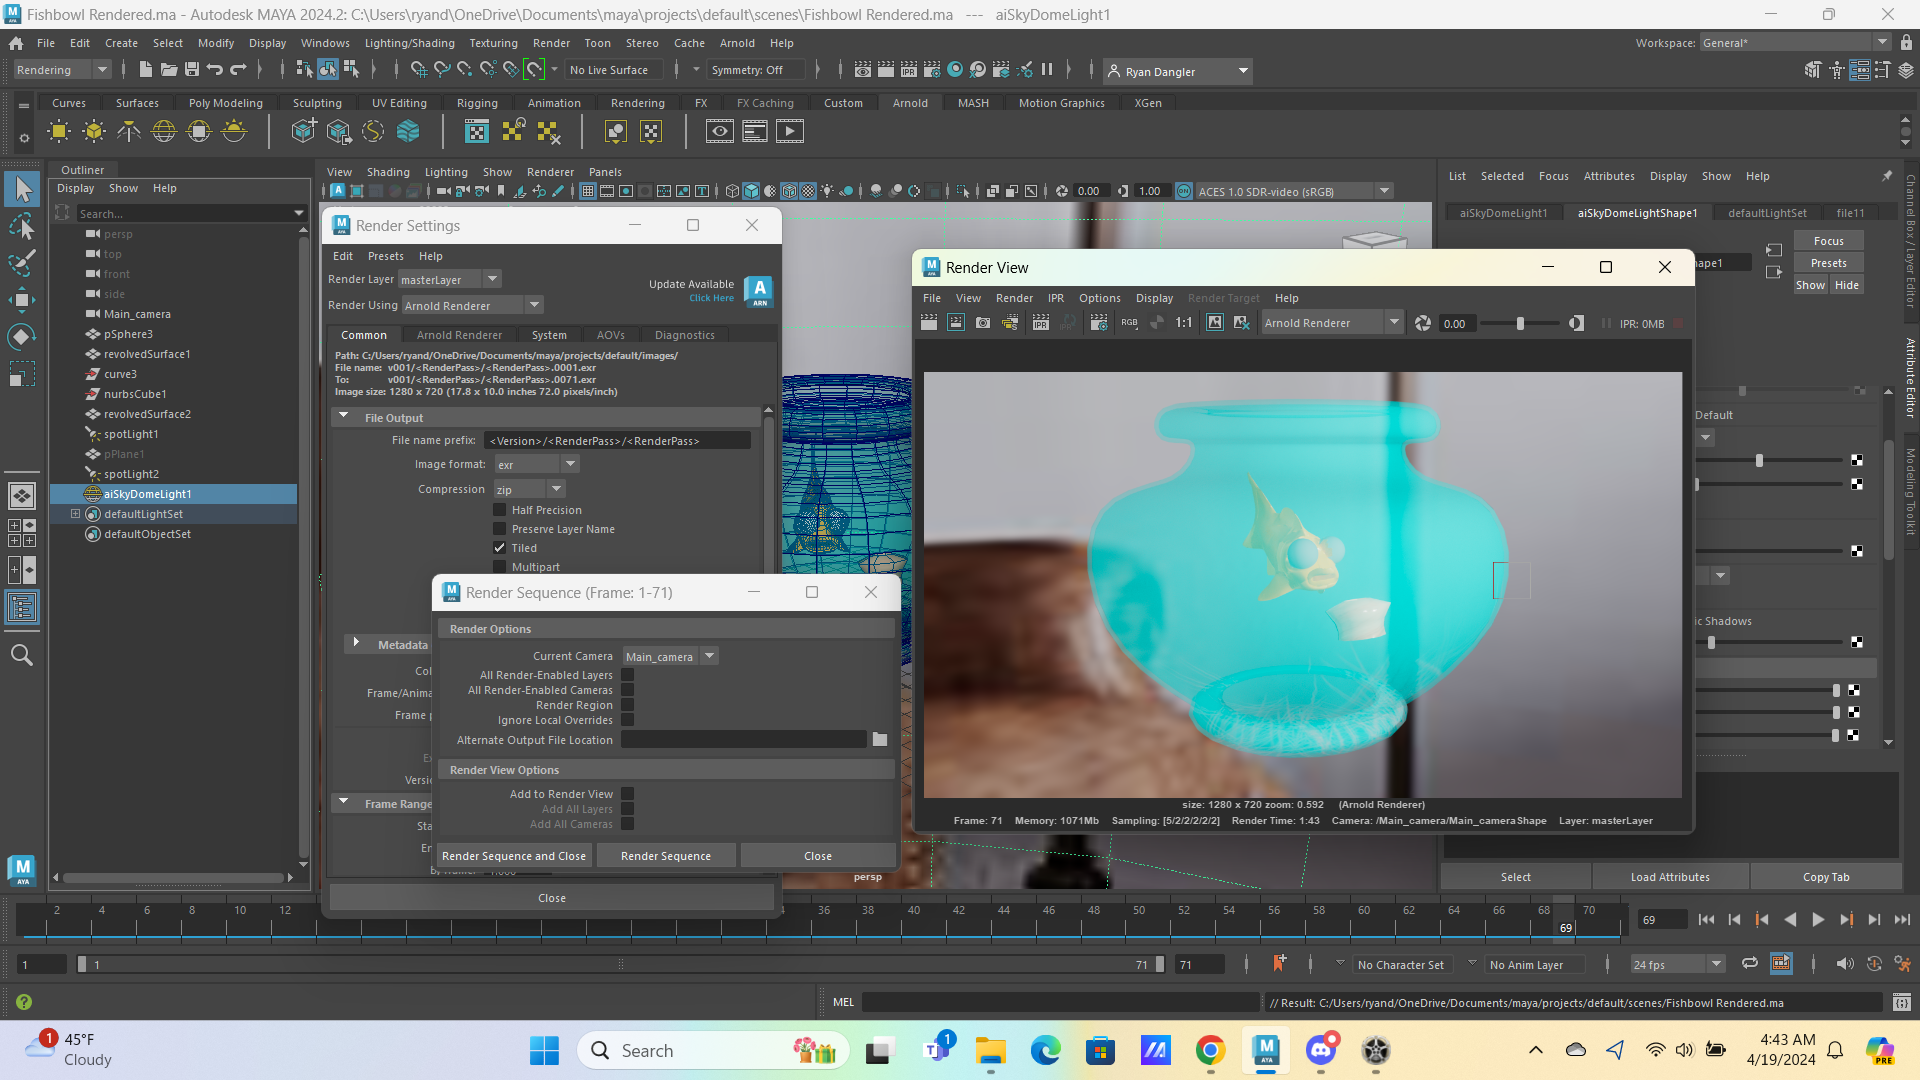 Fishbowl Rendered.ma - Autodesk MAYA 2024.2: C:\Users\ryand\OneDrive\Documents\maya\projects\default\scenes\Fishbowl Rendered.ma --- aiSkyDomeLight1
File Edit Create Select Modify Display Windows Lighting/Shading Texturing Render Toon Stereo Cache Arnold Help
Workspace: General*
Rendering
No Live Surface
Symmetry: Off
Ryan Dangler
Curves Surfaces Poly Modeling Sculpting UV Editing Rigging Animation Rendering FX FX Caching Custom Arnold MASH Motion Graphics XGen
Outliner
Display Show Help
Search...
persp
top
front
side
Main_camera
pSphere3
revolvedSurface1
curve3
nurbsCube1
revolvedSurface2
spotLight1
pPlane1
spotLight2
aiSkyDomeLight1
defaultLightSet
defaultObjectSet
View Shading Lighting Show Renderer Panels
0.00
1.00
ACES 1.0 SDR-video (sRGB)
Render Settings
Edit Presets Help
Render Layer masterLayer
Render Using Arnold Renderer
Update Available
Click Here
ARN
Common Arnold Renderer System AOVs Diagnostics
Path: C:/Users/ryand/OneDrive/Documents/maya/projects/default/images/
File name: v001/<RenderPass>/<RenderPass>.0001.exr
To: v001/<RenderPass>/<RenderPass>.0071.exr
Image size: 1280 x 720 (17.8 x 10.0 inches 72.0 pixels/inch)
File Output
File name prefix: <Version>/<RenderPass>/<RenderPass>
Image format: exr
Compression zip
Half Precision
Preserve Layer Name
Tiled
Multipart
Metadata
Frame Range
Close
Render Sequence (Frame: 1-71)
Render Options
Current Camera Main_camera
All Render-Enabled Layers
All Render-Enabled Cameras
Render Region
Ignore Local Overrides
Alternate Output File Location
Render View Options
Add to Render View
Add All Layers
Add All Cameras
Render Sequence and Close
Render Sequence
Close
persp
Render View
File View Render IPR Options Display Render Target Help
IPR
RGB
1:1
Arnold Renderer
0.00
IPR: 0MB
size: 1280 x 720 zoom: 0.592 (Arnold Renderer)
Frame: 71 Memory: 1071Mb Sampling: [5/2/2/2/2/2] Render Time: 1:43 Camera: /Main_camera/Main_cameraShape Layer: masterLayer
List Selected Focus Attributes Display Show Help
aiSkyDomeLight1 aiSkyDomeLightShape1 defaultLightSet file11
Focus
Presets
Show Hide
Default
Shadows
Select
Load Attributes
Copy Tab
Channel Box / Layer Editor
Attribute Editor
Modeling Toolkit
2 4 6 8 10 12 36 38 40 42 44 46 48 50 52 54 56 58 60 62 64 66 68 70
69
69
1
1
71
71
No Character Set
No Anim Layer
24 fps
MEL
// Result: C:/Users/ryand/OneDrive/Documents/maya/projects/default/scenes/Fishbowl Rendered.ma
1
45°F
Cloudy
Search
1
4:43 AM
4/19/2024
PRE